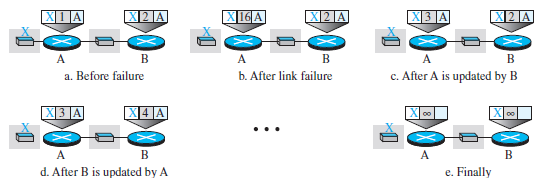 X 1 A X 2 A
X
A B
a. Before failure
X 16 A X 2 A
X
A B
b. After link failure
X 3 A X 2 A
X
A B
c. After A is updated by B
X 3 A X 4 A
X
A B
d. After B is updated by A
• • •
X ∞ X ∞
X
A B
e. Finally